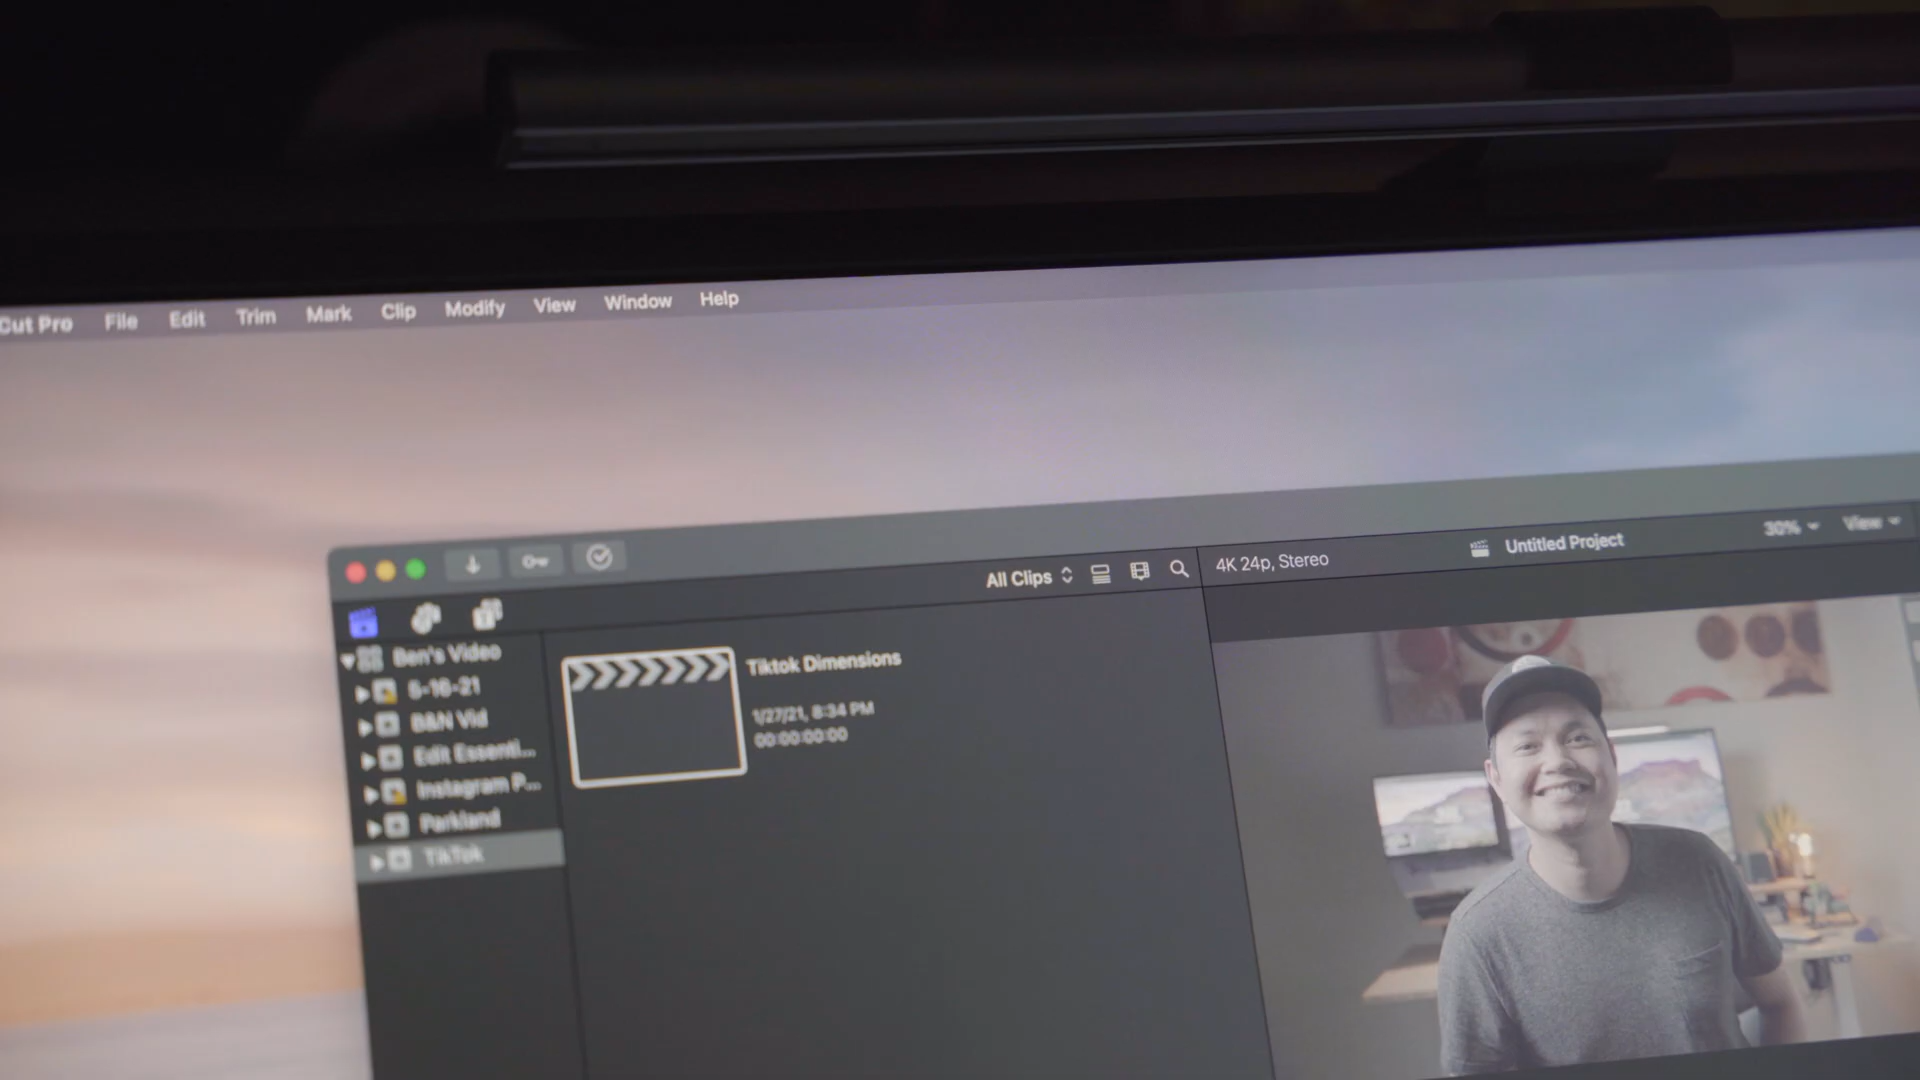 Cut Pro File Edit Trim Mark Clip Modify View Window Help
All Clips
4K 24p, Stereo
Untitled Project
30%
View
Ben's Video
5-16-21
B&N Vid
Edit Essenti...
Instagram P...
Parkland
TikTok
Tiktok Dimensions
1/27/21, 8:34 PM
00:00:00:00